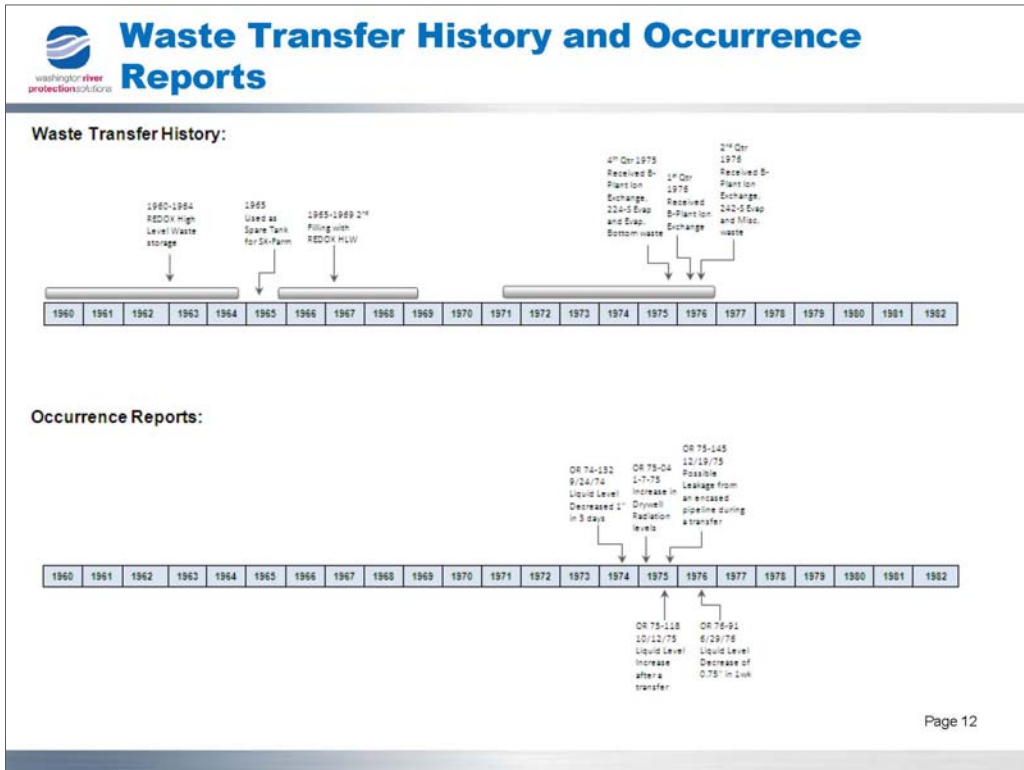 washington river
protection solutions
Waste Transfer History and Occurrence
Reports
Waste Transfer History:
1960-1964
REDOX High
Level Waste
storage
1965
Used as
Spare Tank
for SX-Farm
1965-1969 2nd
Filling with
REDOX HLW
4th Qtr 1975
Received B-
Plant Ion
Exchange,
224-S Evap
and Evap.
Bottom waste
1st Qtr
1976
Received
B-Plant Ion
Exchange
2nd Qtr
1976
Received B-
Plant Ion
Exchange,
242-S Evap
and Misc.
waste
1960 1961 1962 1963 1964 1965 1966 1967 1968 1969 1970 1971 1972 1973 1974 1975 1976 1977 1978 1979 1980 1981 1982
Occurrence Reports:
OR 74-132
9/24/74
Liquid Level
Decreased 1"
in 3 days
OR 75-04
1-7-75
Increase in
Drywell
Radiation
levels
OR 75-145
12/19/75
Possible
Leakage from
an encased
pipeline during
a transfer
1960 1961 1962 1963 1964 1965 1966 1967 1968 1969 1970 1971 1972 1973 1974 1975 1976 1977 1978 1979 1980 1981 1982
OR 75-118
10/12/75
Liquid Level
Increase
after a
transfer
OR 76-91
6/29/76
Liquid Level
Decrease of
0.75" in 1wk
Page 12